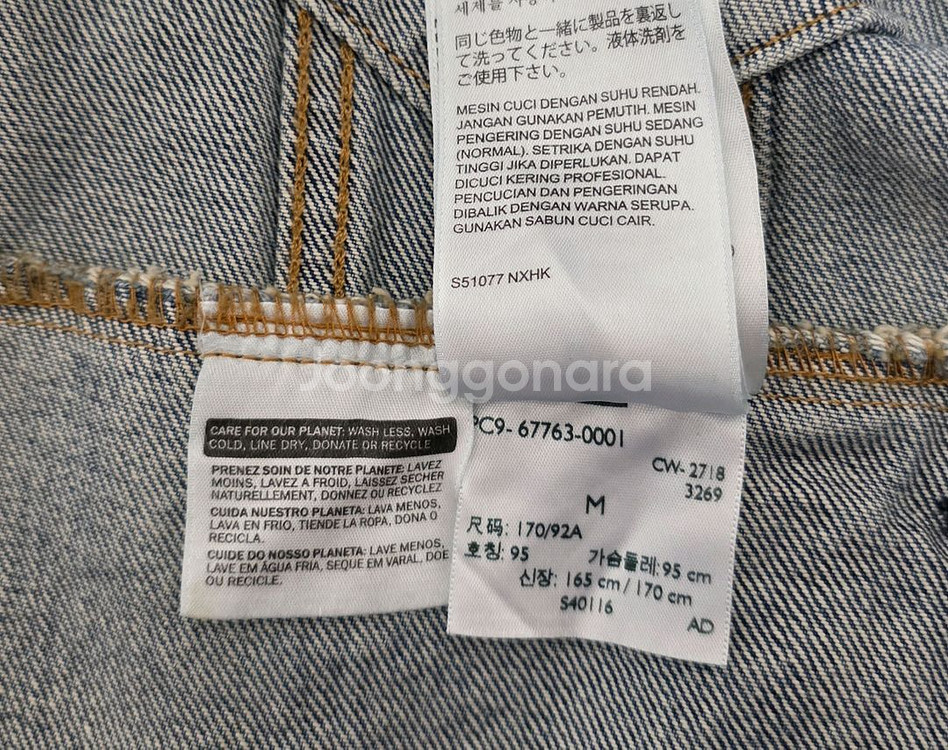 同じ色物と一緒に製品を裏返し
て洗ってください。液体洗剤を
ご使用下さい。
MESIN CUCI DENGAN SUHU RENDAH.
JANGAN GUNAKAN PEMUTIH. MESIN
PENGERING DENGAN SUHU SEDANG
(NORMAL). SETRIKA DENGAN SUHU
TINGGI JIKA DIPERLUKAN. DAPAT
DICUCI KERING PROFESIONAL.
PENCUCIAN DAN PENGERINGAN
DIBALIK DENGAN WARNA SERUPA.
GUNAKAN SABUN CUCI CAIR.
S51077 NXHK
Joonggonara
CARE FOR OUR PLANET: WASH LESS, WASH
COLD, LINE DRY, DONATE OR RECYCLE
PRENEZ SOIN DE NOTRE PLANETE: LAVEZ
MOINS, LAVEZ A FROID, LAISSEZ SECHER
NATURELLEMENT, DONNEZ OU RECYCLEZ
CUIDA NUESTRO PLANETA: LAVA MENOS,
LAVA EN FRIO, TIENDE LA ROPA, DONA O
RECICLA.
CUIDE DO NOSSO PLANETA: LAVE MENOS,
LAVE EM ÁGUA FRIA, SEQUE EM VARAL, DOE
OU RECICLE.
PC9-67763-0001
CW-2718
3269
M
尺码: 170/92A
호칭: 95 가슴둘레:95 cm
신장: 165 cm/170 cm
S40116
AD